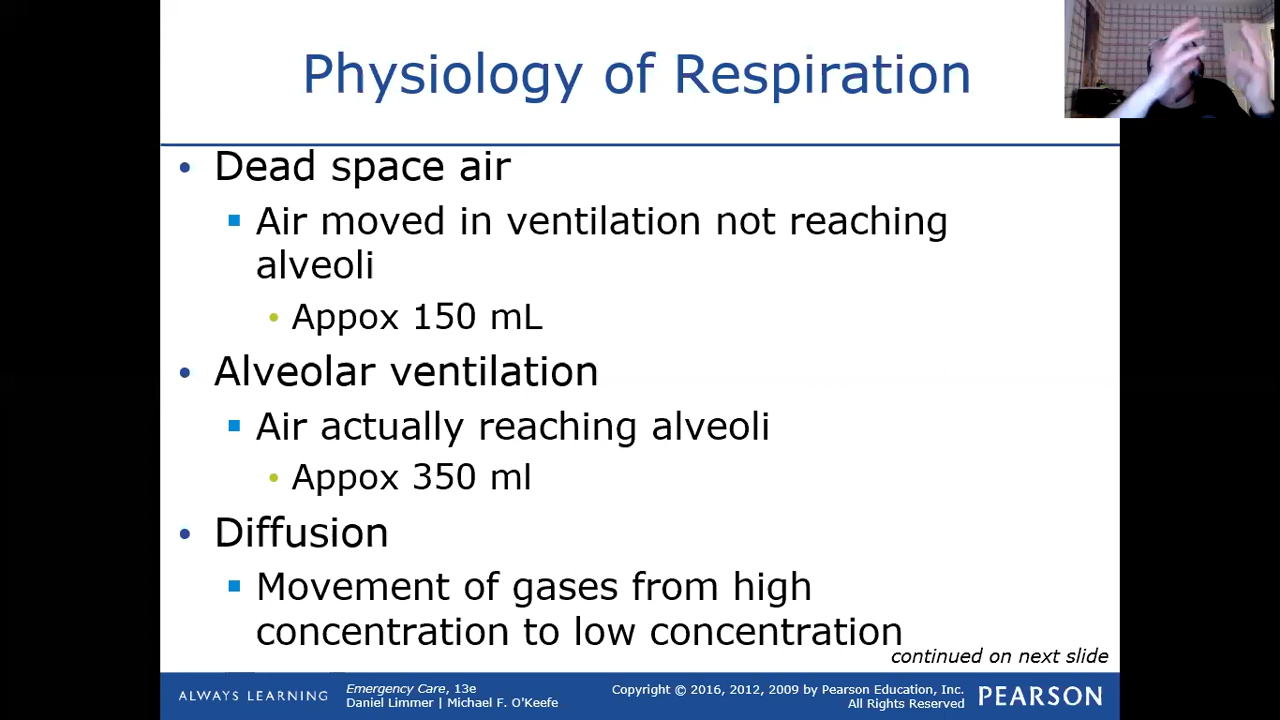 Physiology of Respiration
• Dead space air
▪ Air moved in ventilation not reaching
alveoli
• Appox 150 mL
• Alveolar ventilation
▪ Air actually reaching alveoli
• Appox 350 ml
• Diffusion
▪ Movement of gases from high
concentration to low concentration
continued on next slide
ALWAYS LEARNING
Emergency Care, 13e
Daniel Limmer | Michael F. O'Keefe
Copyright © 2016, 2012, 2009 by Pearson Education, Inc.
All Rights Reserved
PEARSON